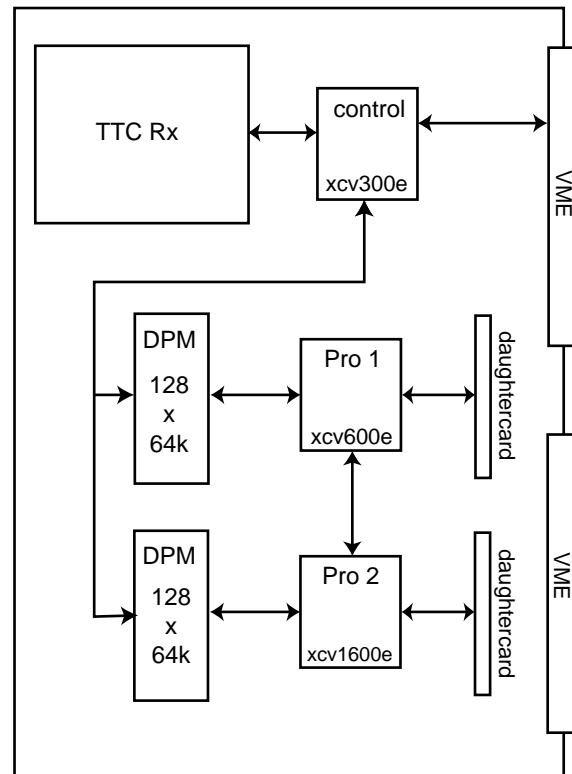 TTC Rx
control
xcv300e
VME
DPM
128
x
64k
Pro 1
xcv600e
daughtercard
DPM
128
x
64k
Pro 2
xcv1600e
daughtercard
VME